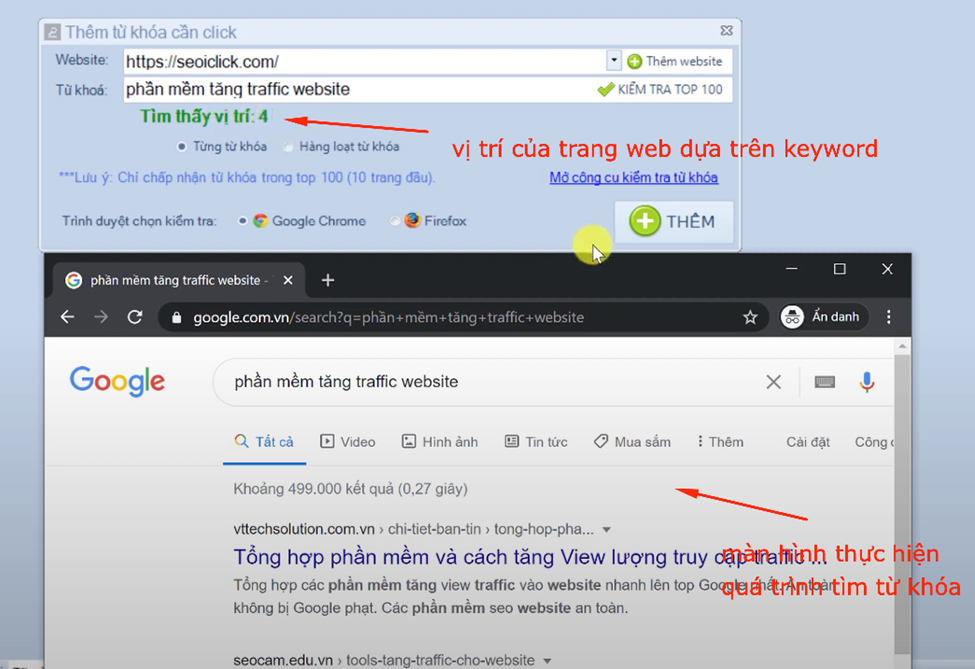 Thêm từ khóa cần click
Website: https://seoiclick.com/ Thêm website
Từ khoá: phần mềm tăng traffic website KIỂM TRA TOP 100
Tìm thấy vị trí: 4
vị trí của trang web dựa trên keyword
Từng từ khóa Hàng loạt từ khóa
***Lưu ý: Chỉ chấp nhận từ khóa trong top 100 (10 trang đầu). Mở công cụ kiểm tra từ khóa
Trình duyệt chọn kiểm tra: Google Chrome Firefox THÊM
phần mềm tăng traffic website -
google.com.vn/search?q=phần+mềm+tăng+traffic+website Ẩn danh
Google phần mềm tăng traffic website
Tất cả Video Hình ảnh Tin tức Mua sắm Thêm Cài đặt Công c
Khoảng 499.000 kết quả (0,27 giây)
vttechsolution.com.vn › chi-tiet-ban-tin › tong-hop-pha...
Tổng hợp phần mềm và cách tăng View lượng truy cập traffic ...
màn hình thực hiện
Tổng hợp các phần mềm tăng view traffic vào website nhanh lên top Google nhất. An toàn
quá trình tìm từ khóa
không bị Google phạt. Các phần mềm seo website an toàn.
seocam.edu.vn › tools-tang-traffic-cho-website